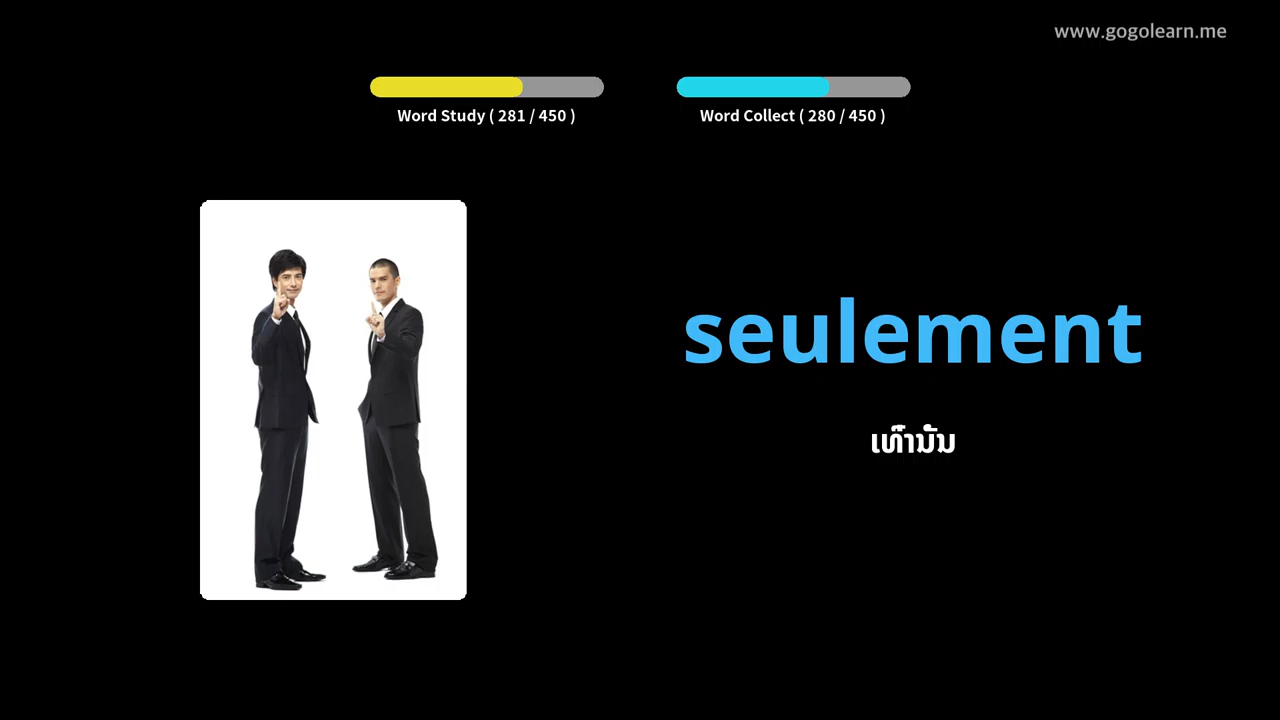 www.gogolearn.me
Word Study ( 281 / 450 )
Word Collect ( 280 / 450 )
seulement
ເທົ່ານັ້ນ